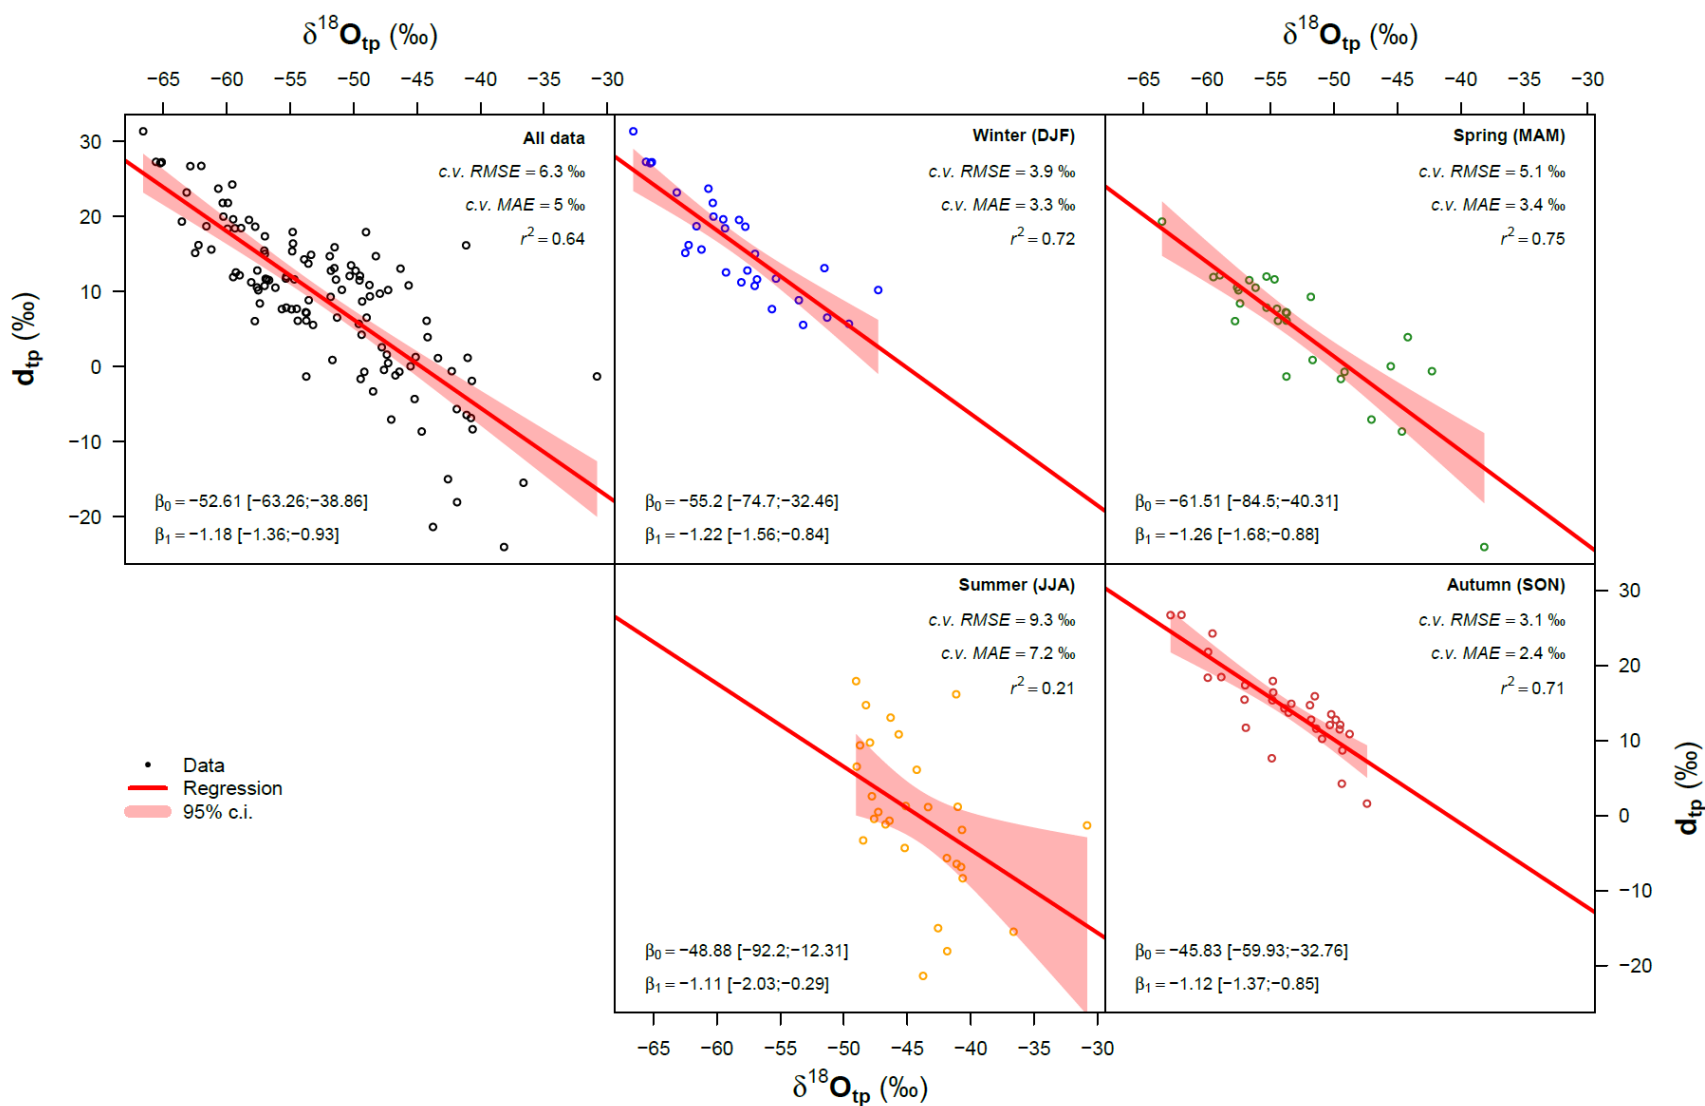 δ¹⁸Oₜₚ (‰)
δ¹⁸Oₜₚ (‰)
−65 −60 −55 −50 −45 −40 −35 −30
−65 −60 −55 −50 −45 −40 −35 −30
All data
c.v. RMSE = 6.3 ‰
c.v. MAE = 5 ‰
r² = 0.64
β₀ = −52.61 [−63.26;−38.86]
β₁ = −1.18 [−1.36;−0.93]
30
20
10
0
−10
−20
dₜₚ (‰)
Winter (DJF)
c.v. RMSE = 3.9 ‰
c.v. MAE = 3.3 ‰
r² = 0.72
β₀ = −55.2 [−74.7;−32.46]
β₁ = −1.22 [−1.56;−0.84]
Spring (MAM)
c.v. RMSE = 5.1 ‰
c.v. MAE = 3.4 ‰
r² = 0.75
β₀ = −61.51 [−84.5;−40.31]
β₁ = −1.26 [−1.68;−0.88]
Data
Regression
95% c.i.
Summer (JJA)
c.v. RMSE = 9.3 ‰
c.v. MAE = 7.2 ‰
r² = 0.21
β₀ = −48.88 [−92.2;−12.31]
β₁ = −1.11 [−2.03;−0.29]
Autumn (SON)
c.v. RMSE = 3.1 ‰
c.v. MAE = 2.4 ‰
r² = 0.71
β₀ = −45.83 [−59.93;−32.76]
β₁ = −1.12 [−1.37;−0.85]
30
20
10
0
−10
−20
dₜₚ (‰)
−65 −60 −55 −50 −45 −40 −35 −30
δ¹⁸Oₜₚ (‰)